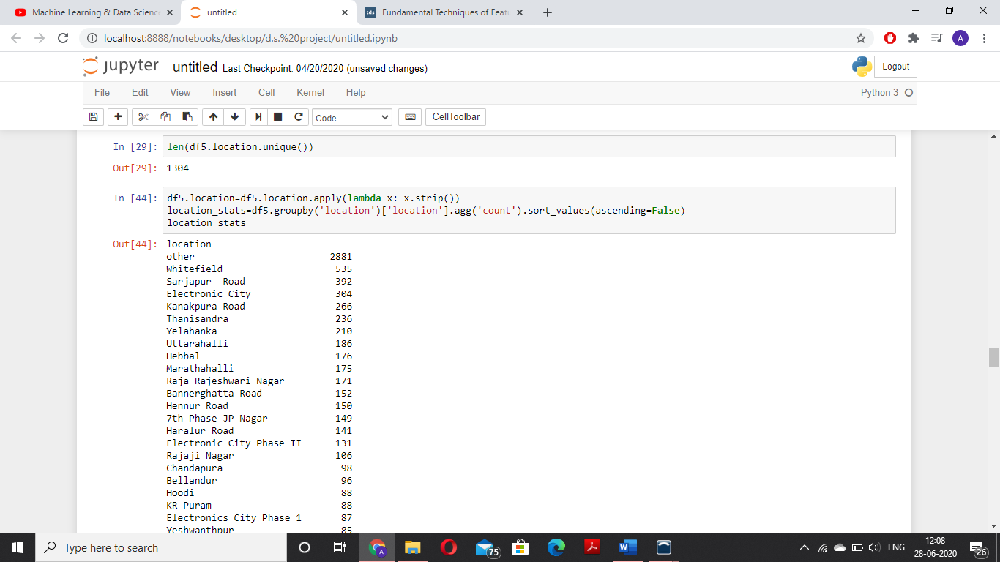 Machine Learning & Data Science
untitled
tds Fundamental Techniques of Feat
localhost:8888/notebooks/desktop/d.s.%20project/untitled.ipynb
A
jupyter untitled Last Checkpoint: 04/20/2020 (unsaved changes)
Logout
File Edit View Insert Cell Kernel Help
Python 3
Code
CellToolbar
In [29]: len(df5.location.unique())
Out[29]: 1304
In [44]: df5.location=df5.location.apply(lambda x: x.strip())
location_stats=df5.groupby('location')['location'].agg('count').sort_values(ascending=False)
location_stats
Out[44]: location
other 2881
Whitefield 535
Sarjapur  Road 392
Electronic City 304
Kanakpura Road 266
Thanisandra 236
Yelahanka 210
Uttarahalli 186
Hebbal 176
Marathahalli 175
Raja Rajeshwari Nagar 171
Bannerghatta Road 152
Hennur Road 150
7th Phase JP Nagar 149
Haralur Road 141
Electronic City Phase II 131
Rajaji Nagar 106
Chandapura 98
Bellandur 96
Hoodi 88
KR Puram 88
Electronics City Phase 1 87
Yeshwanthpur 85
Type here to search
A
75
W
ENG
12:08
28-06-2020
26